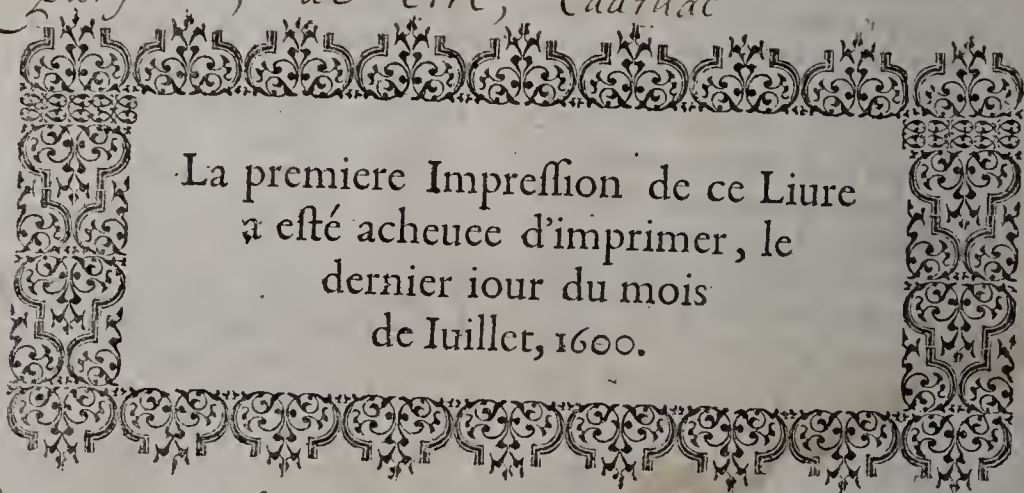 La premiere Impreſſion de ce Liure
a eſté acheuee d'imprimer, le
dernier iour du mois
de Iuillet, 1600.